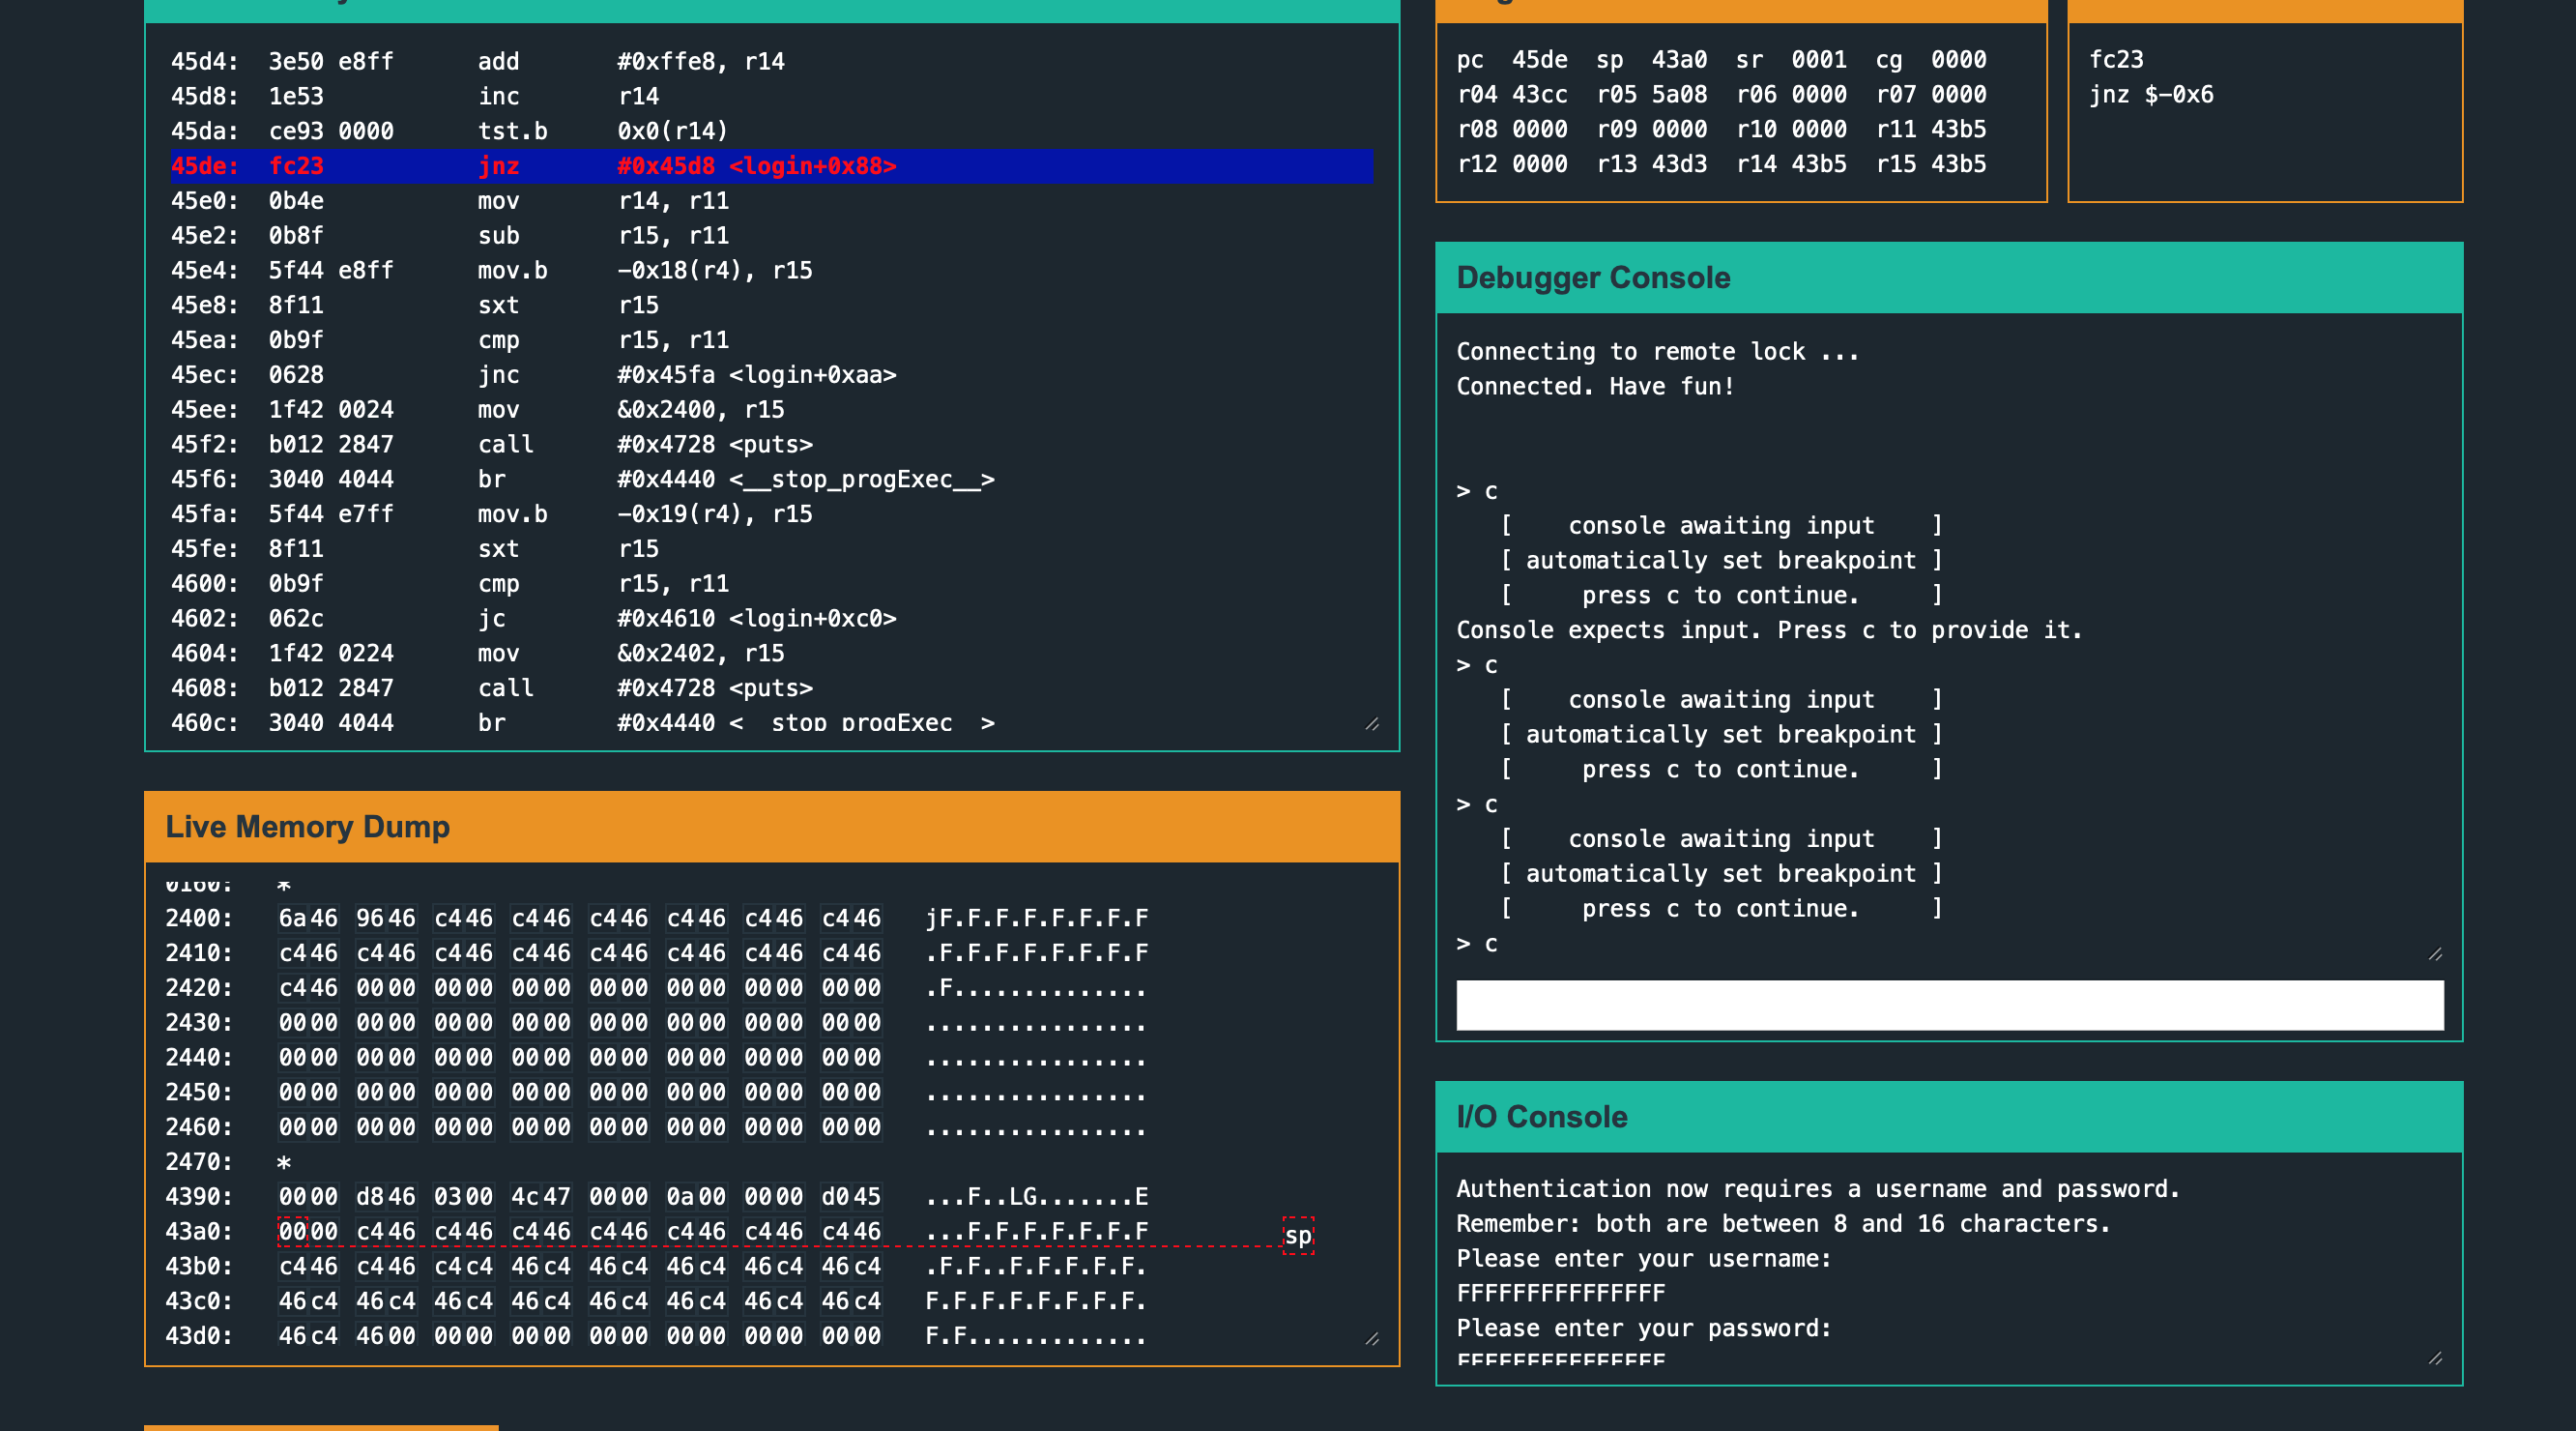 45d4:  3e50 e8ff      add      #0xffe8, r14
45d8:  1e53           inc      r14
45da:  ce93 0000      tst.b    0x0(r14)
45de:  fc23           jnz      #0x45d8 <login+0x88>
45e0:  0b4e           mov      r14, r11
45e2:  0b8f           sub      r15, r11
45e4:  5f44 e8ff      mov.b    -0x18(r4), r15
45e8:  8f11           sxt      r15
45ea:  0b9f           cmp      r15, r11
45ec:  0628           jnc      #0x45fa <login+0xaa>
45ee:  1f42 0024      mov      &0x2400, r15
45f2:  b012 2847      call     #0x4728 <puts>
45f6:  3040 4044      br       #0x4440 <__stop_progExec__>
45fa:  5f44 e7ff      mov.b    -0x19(r4), r15
45fe:  8f11           sxt      r15
4600:  0b9f           cmp      r15, r11
4602:  062c           jc       #0x4610 <login+0xc0>
4604:  1f42 0224      mov      &0x2402, r15
4608:  b012 2847      call     #0x4728 <puts>
460c:  3040 4044      br       #0x4440 <__stop_progExec__>
pc  45de  sp  43a0  sr  0001  cg  0000
r04 43cc  r05 5a08  r06 0000  r07 0000
r08 0000  r09 0000  r10 0000  r11 43b5
r12 0000  r13 43d3  r14 43b5  r15 43b5
fc23
jnz $-0x6
Debugger Console
Connecting to remote lock ...
Connected. Have fun!
> c
[    console awaiting input    ]
[ automatically set breakpoint ]
[     press c to continue.     ]
Console expects input. Press c to provide it.
> c
[    console awaiting input    ]
[ automatically set breakpoint ]
[     press c to continue.     ]
> c
[    console awaiting input    ]
[ automatically set breakpoint ]
[     press c to continue.     ]
> c
Live Memory Dump
0160:   *
2400:   6a46 9646 c446 c446 c446 c446 c446 c446   jF.F.F.F.F.F.F.F
2410:   c446 c446 c446 c446 c446 c446 c446 c446   .F.F.F.F.F.F.F.F
2420:   c446 0000 0000 0000 0000 0000 0000 0000   .F..............
2430:   0000 0000 0000 0000 0000 0000 0000 0000   ................
2440:   0000 0000 0000 0000 0000 0000 0000 0000   ................
2450:   0000 0000 0000 0000 0000 0000 0000 0000   ................
2460:   0000 0000 0000 0000 0000 0000 0000 0000   ................
2470:   *
4390:   0000 d846 0300 4c47 0000 0a00 0000 d045   ...F..LG.......E
43a0:   0000 c446 c446 c446 c446 c446 c446 c446   ...F.F.F.F.F.F.F   sp
43b0:   c446 c446 c4c4 46c4 46c4 46c4 46c4 46c4   .F.F..F.F.F.F.F.
43c0:   46c4 46c4 46c4 46c4 46c4 46c4 46c4 46c4   F.F.F.F.F.F.F.F.
43d0:   46c4 4600 0000 0000 0000 0000 0000 0000   F.F.............
I/O Console
Authentication now requires a username and password.
Remember: both are between 8 and 16 characters.
Please enter your username:
FFFFFFFFFFFFFFF
Please enter your password:
FFFFFFFFFFFFFFF